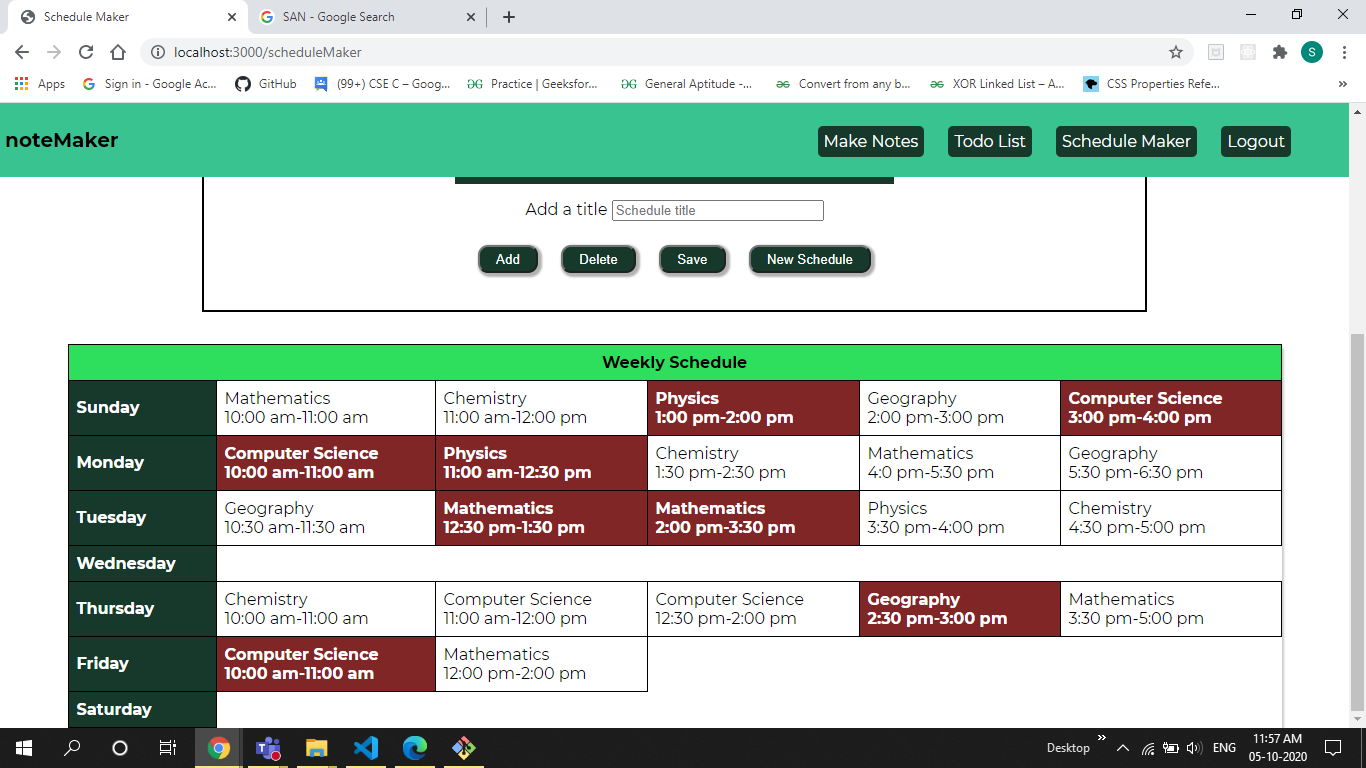 Schedule Maker
SAN - Google Search
localhost:3000/scheduleMaker
S
Apps
Sign in - Google Ac...
GitHub
(99+) CSE C – Goog...
Practice | Geeksfor...
General Aptitude -...
Convert from any b...
XOR Linked List – A...
CSS Properties Refe...
noteMaker
Make Notes
Todo List
Schedule Maker
Logout
Add a title
Schedule title
Add
Delete
Save
New Schedule
Weekly Schedule
Sunday
Mathematics
10:00 am-11:00 am
Chemistry
11:00 am-12:00 pm
Physics
1:00 pm-2:00 pm
Geography
2:00 pm-3:00 pm
Computer Science
3:00 pm-4:00 pm
Monday
Computer Science
10:00 am-11:00 am
Physics
11:00 am-12:30 pm
Chemistry
1:30 pm-2:30 pm
Mathematics
4:0 pm-5:30 pm
Geography
5:30 pm-6:30 pm
Tuesday
Geography
10:30 am-11:30 am
Mathematics
12:30 pm-1:30 pm
Mathematics
2:00 pm-3:30 pm
Physics
3:30 pm-4:00 pm
Chemistry
4:30 pm-5:00 pm
Wednesday
Thursday
Chemistry
10:00 am-11:00 am
Computer Science
11:00 am-12:00 pm
Computer Science
12:30 pm-2:00 pm
Geography
2:30 pm-3:00 pm
Mathematics
3:30 pm-5:00 pm
Friday
Computer Science
10:00 am-11:00 am
Mathematics
12:00 pm-2:00 pm
Saturday
Desktop
ENG
11:57 AM
05-10-2020